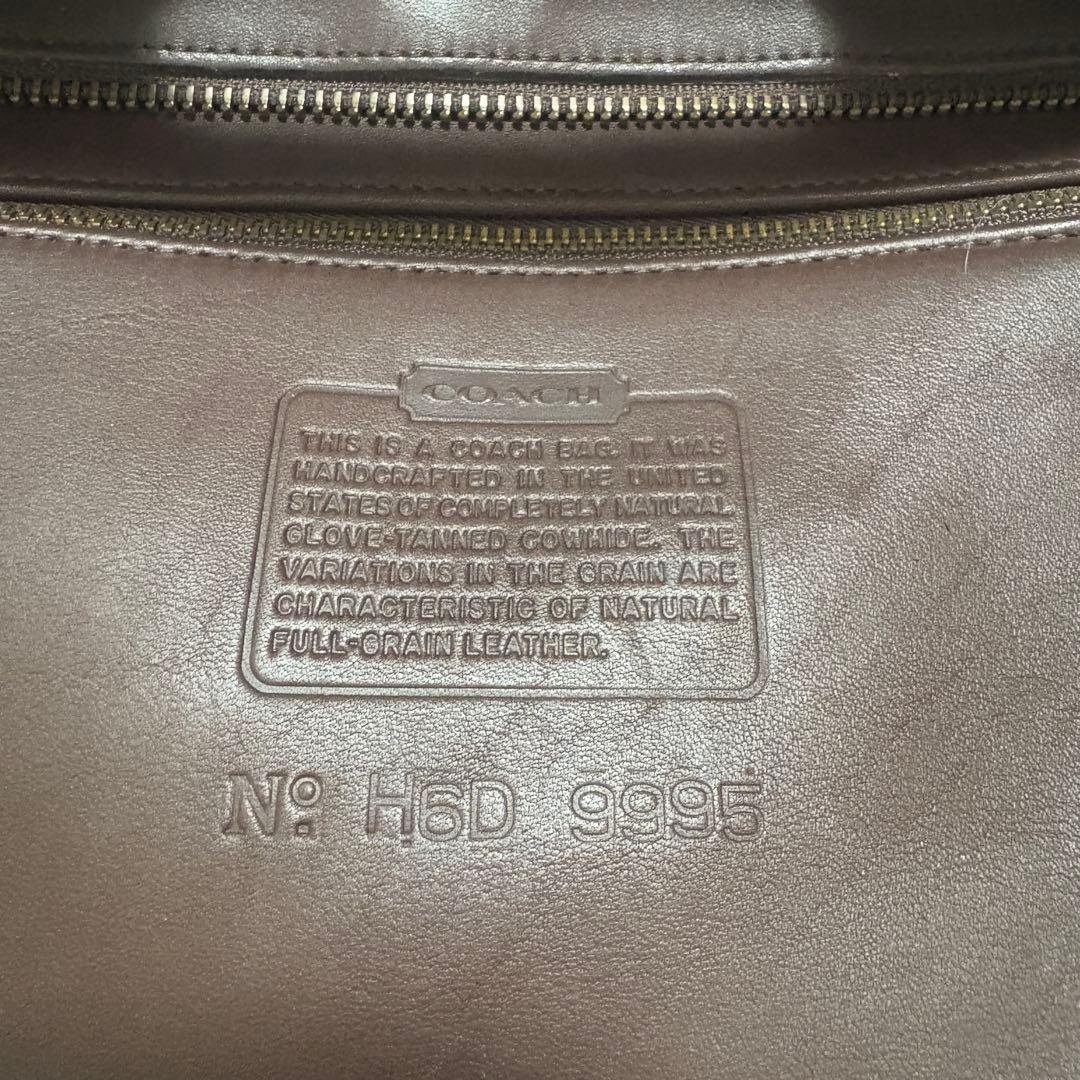 COACH
THIS IS A COACH BAG. IT WAS
HANDCRAFTED IN THE UNITED
STATES OF COMPLETELY NATURAL
GLOVE-TANNED COWHIDE. THE
VARIATIONS IN THE GRAIN ARE
CHARACTERISTIC OF NATURAL
FULL-GRAIN LEATHER.
Nº H6D 9995